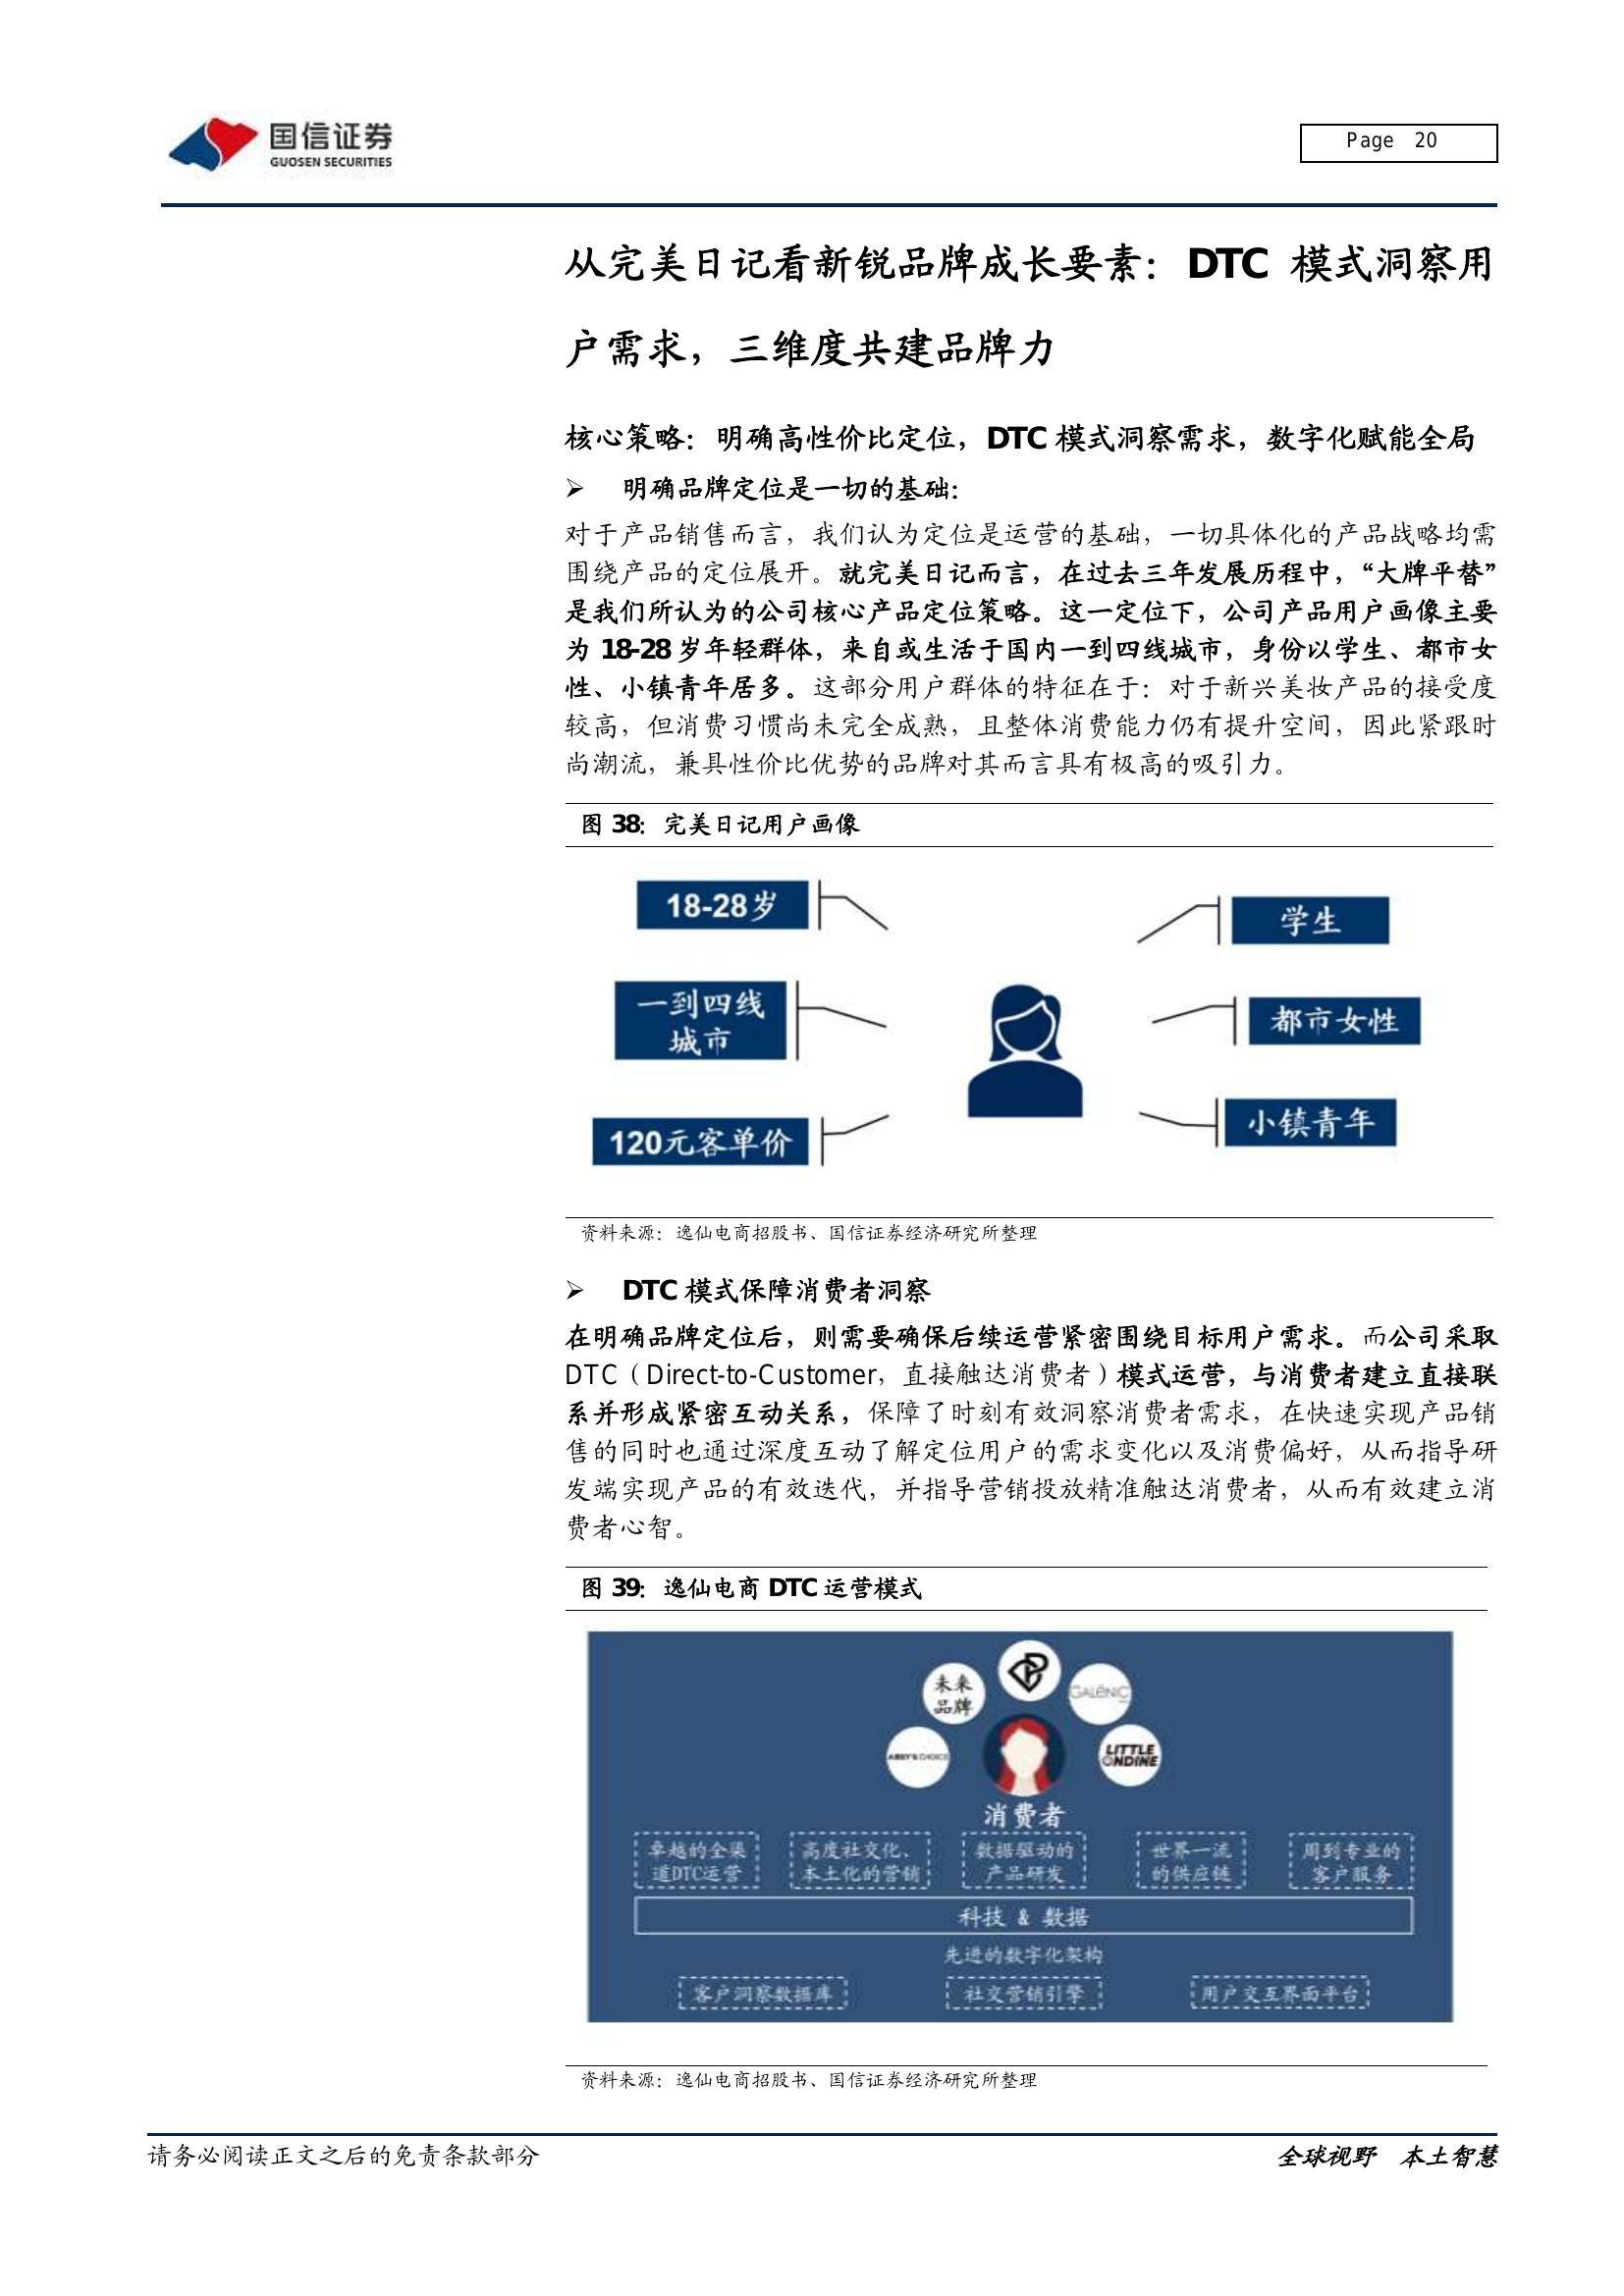 国信证券
GUOSEN SECURITIES
Page 20
从完美日记看新锐品牌成长要素：DTC 模式洞察用
户需求，三维度共建品牌力
核心策略：明确高性价比定位，DTC 模式洞察需求，数字化赋能全局
➢ 明确品牌定位是一切的基础：
对于产品销售而言，我们认为定位是运营的基础，一切具体化的产品战略均需
围绕产品的定位展开。就完美日记而言，在过去三年发展历程中，“大牌平替”
是我们所认为的公司核心产品定位策略。这一定位下，公司产品用户画像主要
为 18-28 岁年轻群体，来自或生活于国内一到四线城市，身份以学生、都市女
性、小镇青年居多。这部分用户群体的特征在于：对于新兴美妆产品的接受度
较高，但消费习惯尚未完全成熟，且整体消费能力仍有提升空间，因此紧跟时
尚潮流，兼具性价比优势的品牌对其而言具有极高的吸引力。
图 38：完美日记用户画像
18-28岁
学生
一到四线
城市
都市女性
120元客单价
小镇青年
资料来源：逸仙电商招股书、国信证券经济研究所整理
➢ DTC 模式保障消费者洞察
在明确品牌定位后，则需要确保后续运营紧密围绕目标用户需求。而公司采取
DTC（Direct-to-Customer，直接触达消费者）模式运营，与消费者建立直接联
系并形成紧密互动关系，保障了时刻有效洞察消费者需求，在快速实现产品销
售的同时也通过深度互动了解定位用户的需求变化以及消费偏好，从而指导研
发端实现产品的有效迭代，并指导营销投放精准触达消费者，从而有效建立消
费者心智。
图 39：逸仙电商 DTC 运营模式
未来
品牌
GALÉNIC
ABBY'S CHOICE
LITTLE
ONDINE
消费者
卓越的全渠
道DTC运营
高度社交化、
本土化的营销
数据驱动的
产品研发
世界一流
的供应链
周到专业的
客户服务
科技 & 数据
先进的数字化架构
客户洞察数据库
社交营销引擎
用户交互界面平台
资料来源：逸仙电商招股书、国信证券经济研究所整理
请务必阅读正文之后的免责条款部分
全球视野 本土智慧